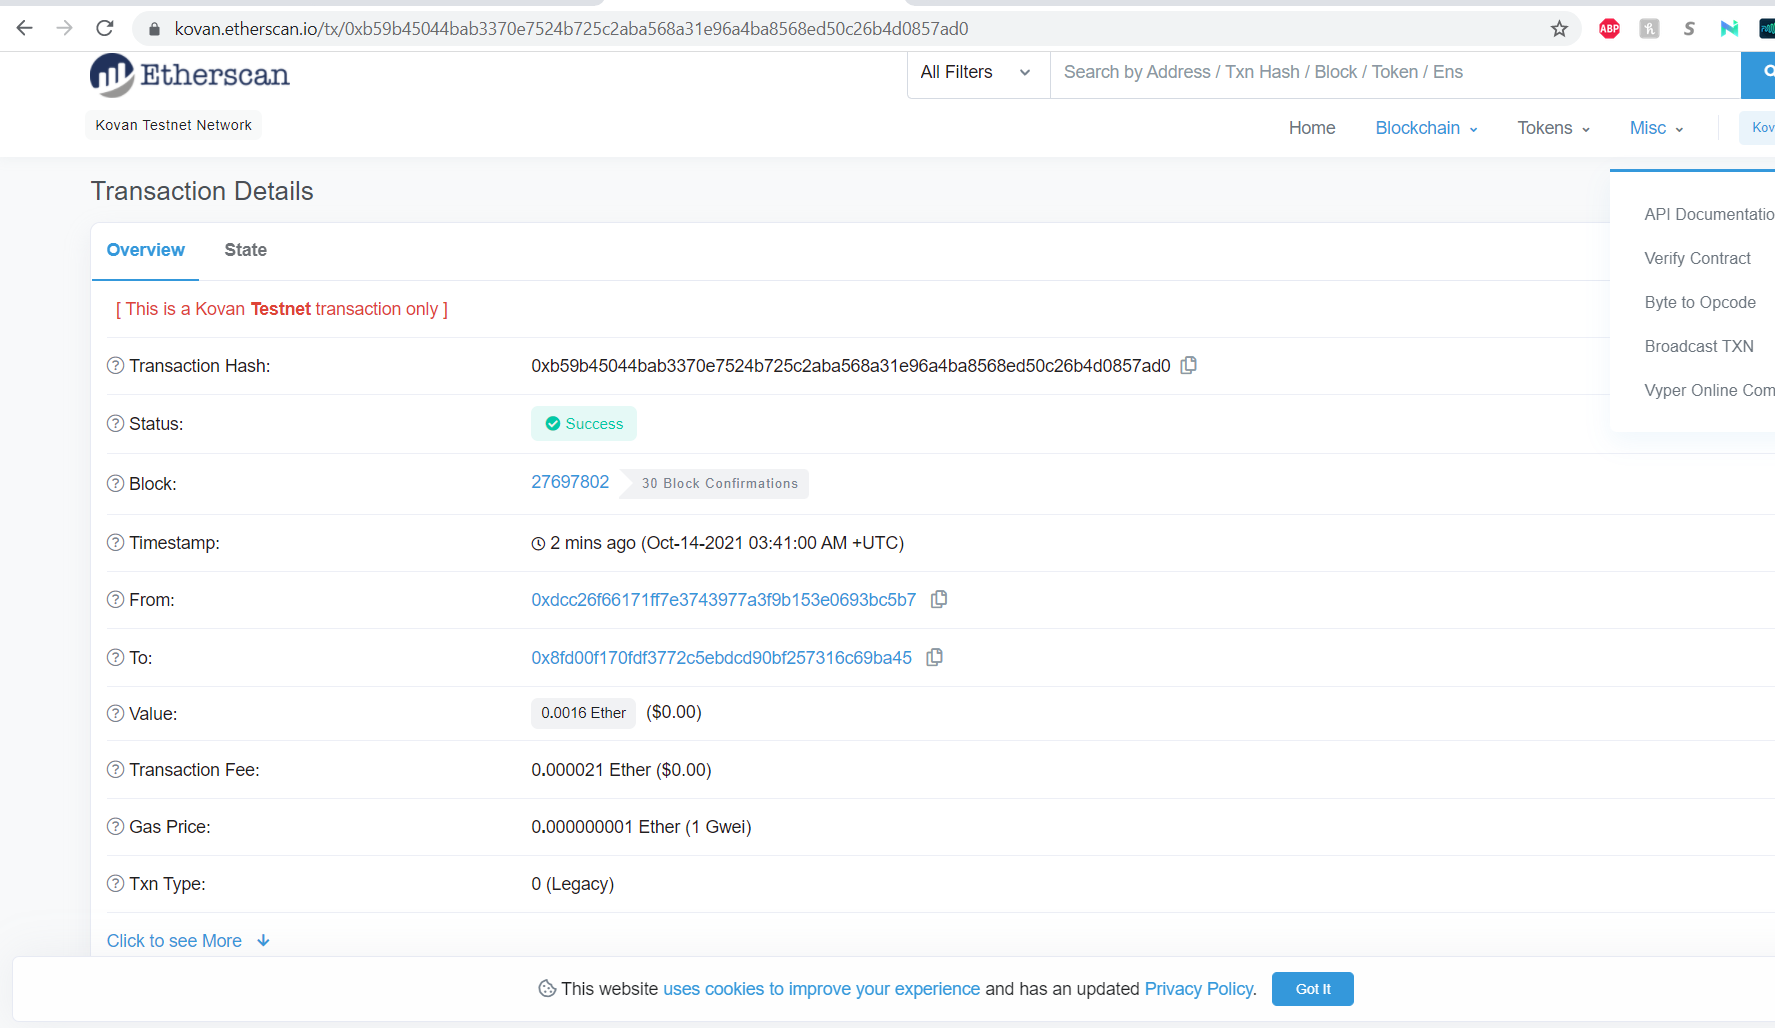 kovan.etherscan.io/tx/0xb59b45044bab3370e7524b725c2aba568a31e96a4ba8568ed50c26b4d0857ad0
ABP
Etherscan
All Filters
Search by Address / Txn Hash / Block / Token / Ens
Kovan Testnet Network
Home Blockchain Tokens Misc Kov
Transaction Details
API Documentatio
Verify Contract
Byte to Opcode
Broadcast TXN
Vyper Online Com
Overview State
[ This is a Kovan Testnet transaction only ]
Transaction Hash: 0xb59b45044bab3370e7524b725c2aba568a31e96a4ba8568ed50c26b4d0857ad0
Status: Success
Block: 27697802 30 Block Confirmations
Timestamp: 2 mins ago (Oct-14-2021 03:41:00 AM +UTC)
From: 0xdcc26f66171ff7e3743977a3f9b153e0693bc5b7
To: 0x8fd00f170fdf3772c5ebdcd90bf257316c69ba45
Value: 0.0016 Ether ($0.00)
Transaction Fee: 0.000021 Ether ($0.00)
Gas Price: 0.000000001 Ether (1 Gwei)
Txn Type: 0 (Legacy)
Click to see More
This website uses cookies to improve your experience and has an updated Privacy Policy. Got It